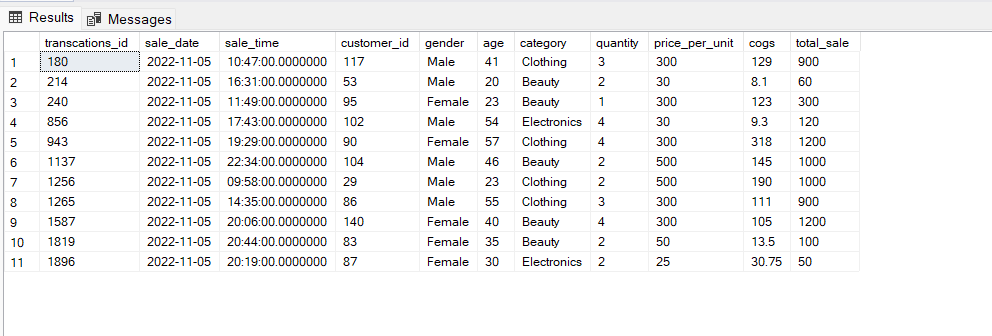 Results Messages
transcations_id sale_date sale_time customer_id gender age category quantity price_per_unit cogs total_sale
1 180 2022-11-05 10:47:00.0000000 117 Male 41 Clothing 3 300 129 900
2 214 2022-11-05 16:31:00.0000000 53 Male 20 Beauty 2 30 8.1 60
3 240 2022-11-05 11:49:00.0000000 95 Female 23 Beauty 1 300 123 300
4 856 2022-11-05 17:43:00.0000000 102 Male 54 Electronics 4 30 9.3 120
5 943 2022-11-05 19:29:00.0000000 90 Female 57 Clothing 4 300 318 1200
6 1137 2022-11-05 22:34:00.0000000 104 Male 46 Beauty 2 500 145 1000
7 1256 2022-11-05 09:58:00.0000000 29 Male 23 Clothing 2 500 190 1000
8 1265 2022-11-05 14:35:00.0000000 86 Male 55 Clothing 3 300 111 900
9 1587 2022-11-05 20:06:00.0000000 140 Female 40 Beauty 4 300 105 1200
10 1819 2022-11-05 20:44:00.0000000 83 Female 35 Beauty 2 50 13.5 100
11 1896 2022-11-05 20:19:00.0000000 87 Female 30 Electronics 2 25 30.75 50